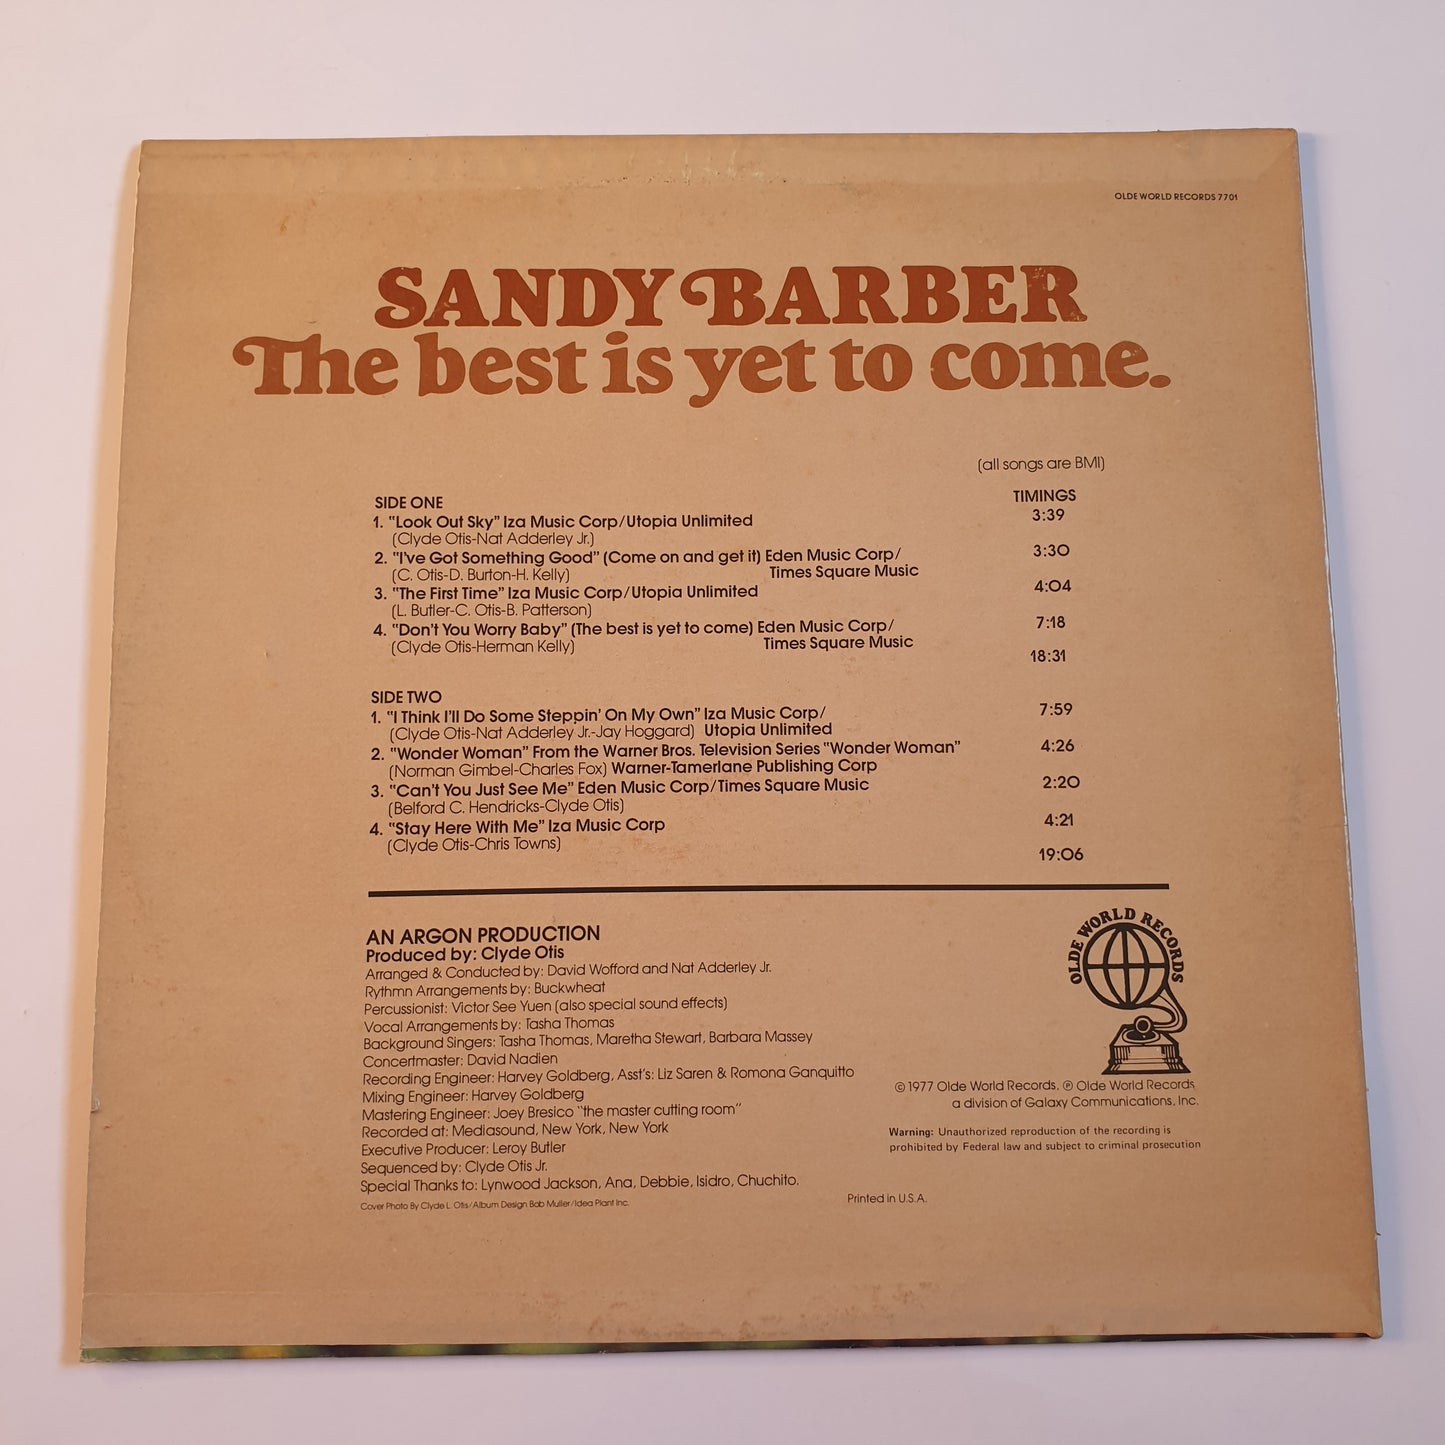 OLDE WORLD RECORDS 7701
SANDY BARBER
The best is yet to come.
(all songs are BMI)
SIDE ONE TIMINGS
1. "Look Out Sky" Iza Music Corp/Utopia Unlimited 3:39
(Clyde Otis-Nat Adderley Jr.)
2. "I've Got Something Good" (Come on and get it) Eden Music Corp/ 3:30
(C. Otis-D. Burton-H. Kelly) Times Square Music
3. "The First Time" Iza Music Corp/Utopia Unlimited 4:04
(L. Butler-C. Otis-B. Patterson)
4. "Don't You Worry Baby" (The best is yet to come) Eden Music Corp/ 7:18
(Clyde Otis-Herman Kelly) Times Square Music
18:31
SIDE TWO
1. "I Think I'll Do Some Steppin' On My Own" Iza Music Corp/ 7:59
(Clyde Otis-Nat Adderley Jr.-Jay Hoggard) Utopia Unlimited
2. "Wonder Woman" From the Warner Bros. Television Series "Wonder Woman" 4:26
(Norman Gimbel-Charles Fox) Warner-Tamerlane Publishing Corp
3. "Can't You Just See Me" Eden Music Corp/Times Square Music 2:20
(Belford C. Hendricks-Clyde Otis)
4. "Stay Here With Me" Iza Music Corp 4:21
(Clyde Otis-Chris Towns)
19:06
AN ARGON PRODUCTION
Produced by: Clyde Otis
Arranged & Conducted by: David Wofford and Nat Adderley Jr.
Rythmn Arrangements by: Buckwheat
Percussionist: Victor See Yuen (also special sound effects)
Vocal Arrangements by: Tasha Thomas
Background Singers: Tasha Thomas, Maretha Stewart, Barbara Massey
Concertmaster: David Nadien
Recording Engineer: Harvey Goldberg, Asst's: Liz Saren & Romona Ganquitto
Mixing Engineer: Harvey Goldberg
Mastering Engineer: Joey Bresico "the master cutting room"
Recorded at: Mediasound, New York, New York
Executive Producer: Leroy Butler
Sequenced by: Clyde Otis Jr.
Special Thanks to: Lynwood Jackson, Ana, Debbie, Isidro, Chuchito.
Cover Photo By Clyde L. Otis/Album Design Bob Muller/Idea Plant Inc.
OLDE WORLD RECORDS
© 1977 Olde World Records, ℗ Olde World Records
a division of Galaxy Communications, Inc.
Warning: Unauthorized reproduction of the recording is
prohibited by Federal law and subject to criminal prosecution
Printed in U.S.A.